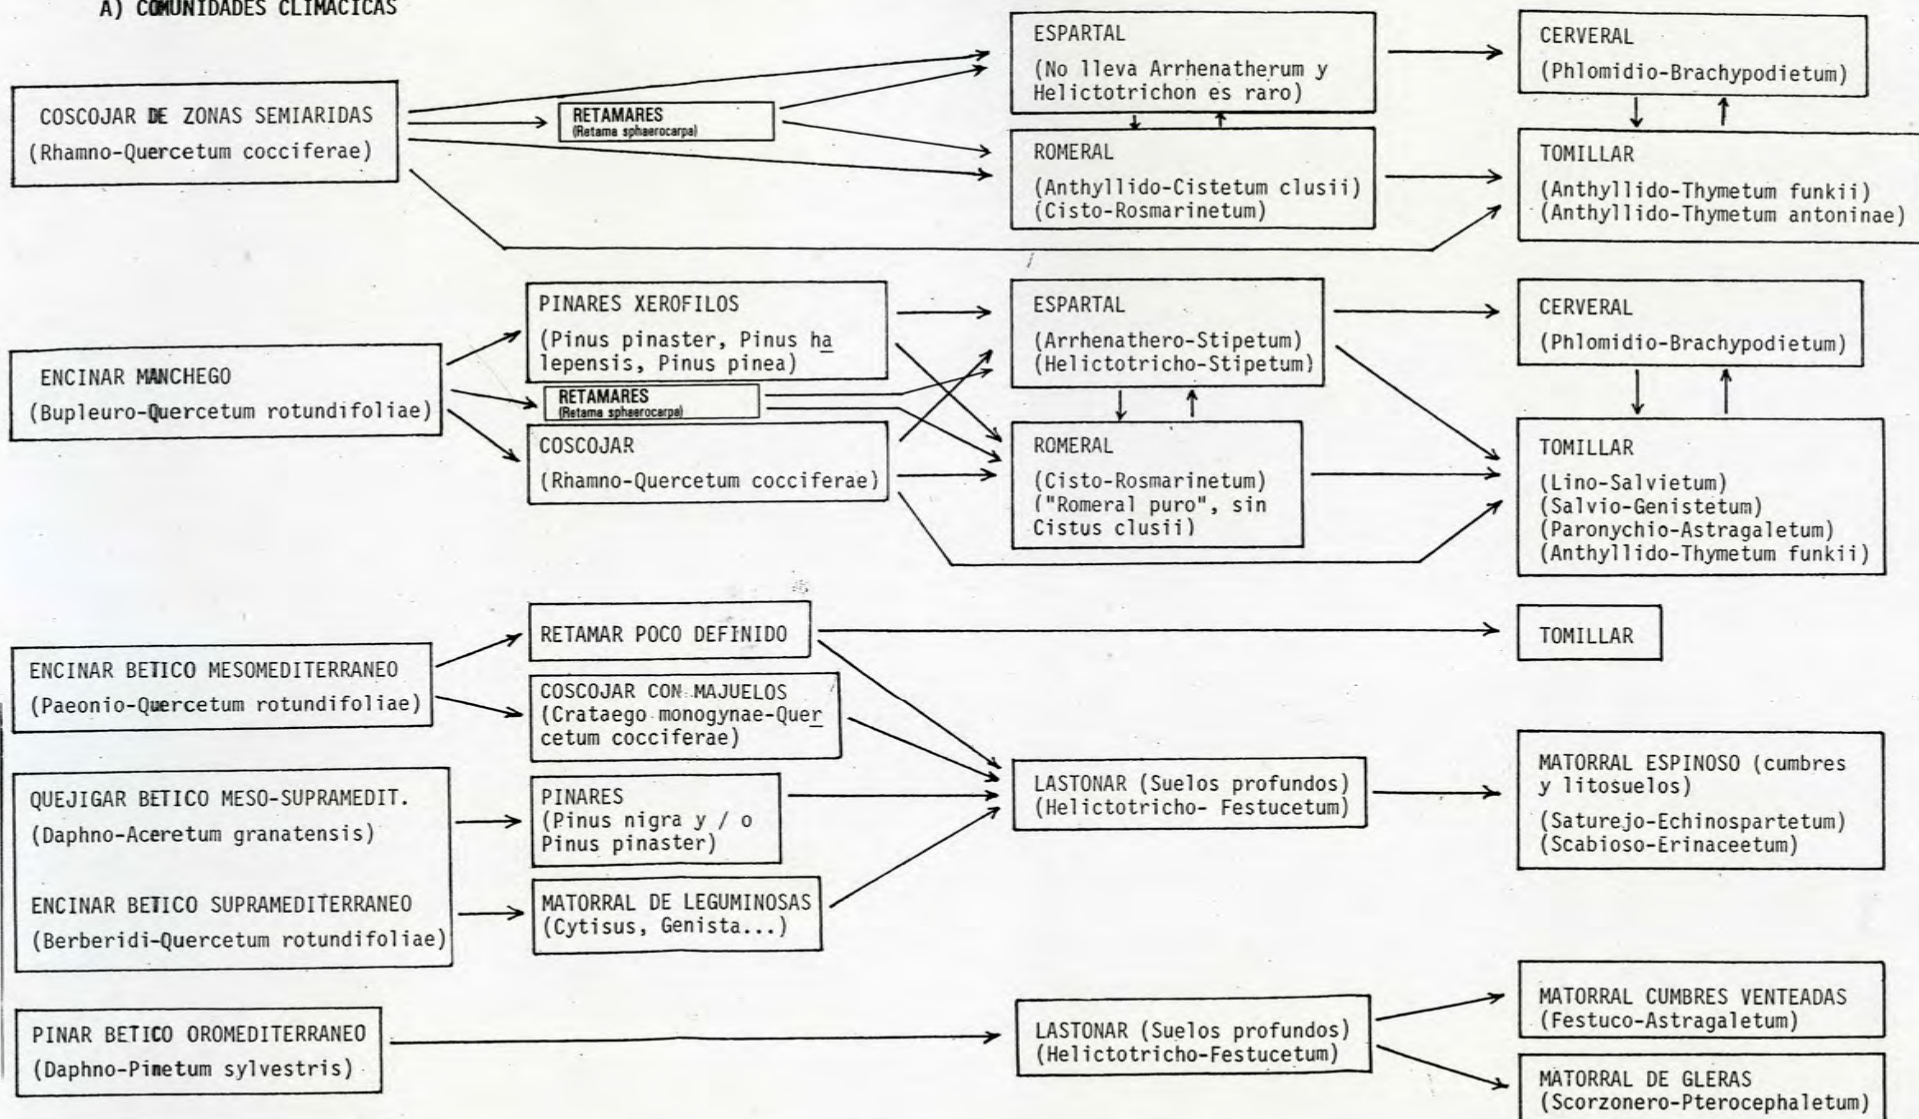 A) COMUNIDADES CLIMACICAS
COSCOJAR DE ZONAS SEMIARIDAS
(Rhamno-Quercetum cocciferae)
RETAMARES
(Retama sphaerocarpa)
ESPARTAL
(No lleva Arrhenatherum y
Helictotrichon es raro)
ROMERAL
(Anthyllido-Cistetum clusii)
(Cisto-Rosmarinetum)
CERVERAL
(Phlomidio-Brachypodietum)
TOMILLAR
(Anthyllido-Thymetum funkii)
(Anthyllido-Thymetum antoninae)
ENCINAR MANCHEGO
(Bupleuro-Quercetum rotundifoliae)
PINARES XEROFILOS
(Pinus pinaster, Pinus ha
lepensis, Pinus pinea)
RETAMARES
(Retama sphaerocarpa)
COSCOJAR
(Rhamno-Quercetum cocciferae)
ESPARTAL
(Arrhenathero-Stipetum)
(Helictotricho-Stipetum)
ROMERAL
(Cisto-Rosmarinetum)
("Romeral puro", sin
Cistus clusii)
CERVERAL
(Phlomidio-Brachypodietum)
TOMILLAR
(Lino-Salvietum)
(Salvio-Genistetum)
(Paronychio-Astragaletum)
(Anthyllido-Thymetum funkii)
ENCINAR BETICO MESOMEDITERRANEO
(Paeonio-Quercetum rotundifoliae)
RETAMAR POCO DEFINIDO
COSCOJAR CON MAJUELOS
(Crataego monogynae-Quer
cetum cocciferae)
TOMILLAR
QUEJIGAR BETICO MESO-SUPRAMEDIT.
(Daphno-Aceretum granatensis)
ENCINAR BETICO SUPRAMEDITERRANEO
(Berberidi-Quercetum rotundifoliae)
PINARES
(Pinus nigra y / o
Pinus pinaster)
MATORRAL DE LEGUMINOSAS
(Cytisus, Genista...)
LASTONAR (Suelos profundos)
(Helictotricho- Festucetum)
MATORRAL ESPINOSO (cumbres
y litosuelos)
(Saturejo-Echinospartetum)
(Scabioso-Erinaceetum)
PINAR BETICO OROMEDITERRANEO
(Daphno-Pinetum sylvestris)
LASTONAR (Suelos profundos)
(Helictotricho-Festucetum)
MATORRAL CUMBRES VENTEADAS
(Festuco-Astragaletum)
MATORRAL DE GLERAS
(Scorzonero-Pterocephaletum)